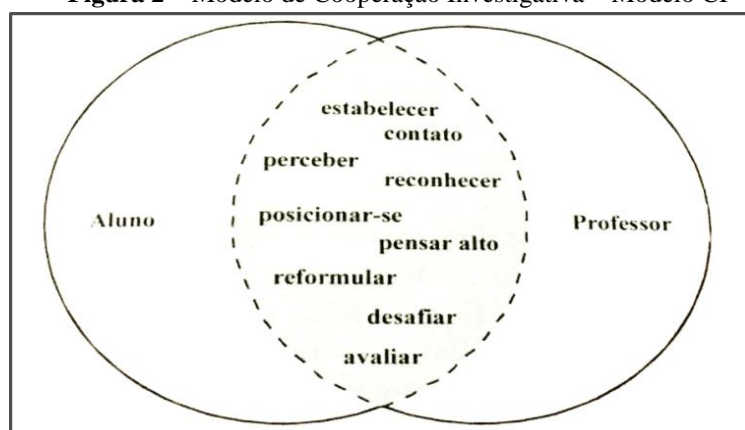 Figura 2 – Modelo de Cooperação Investigativa – Modelo CI
estabelecer
contato
perceber
reconhecer
Aluno
posicionar-se
Professor
pensar alto
reformular
desafiar
avaliar